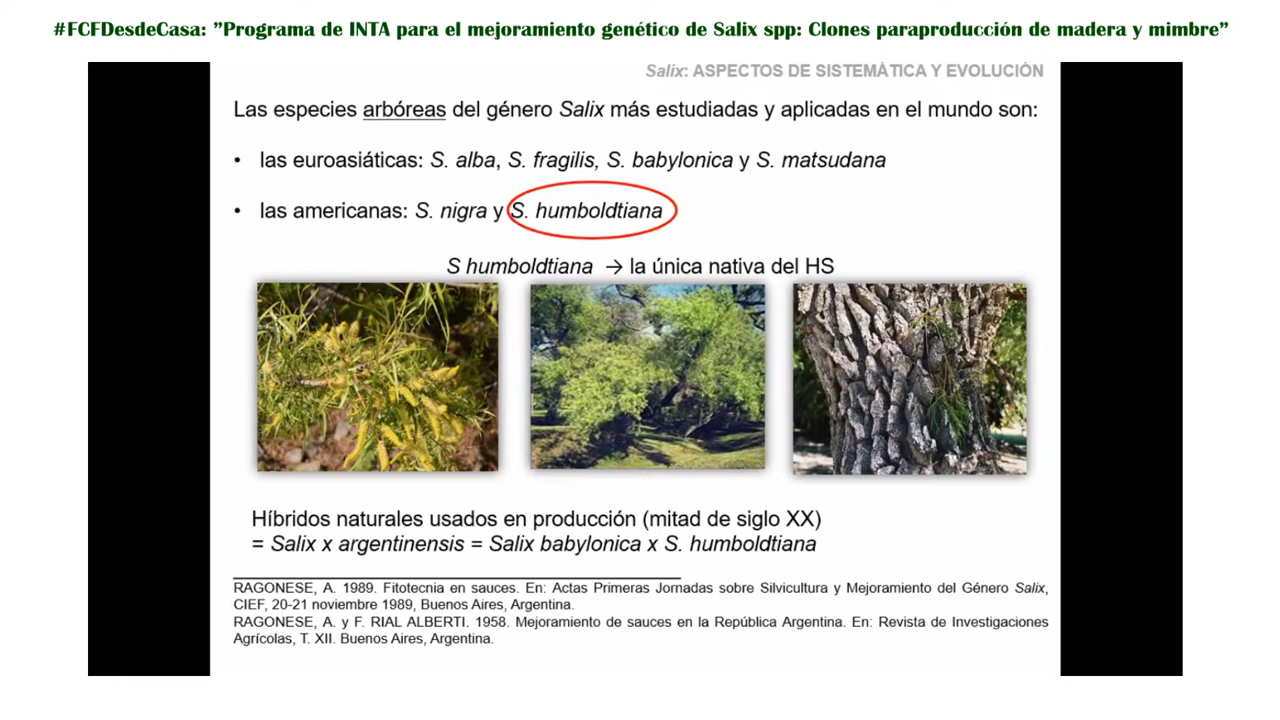 #FCFDesdeCasa: ”Programa de INTA para el mejoramiento genético de Salix spp: Clones paraproducción de madera y mimbre”
Salix: ASPECTOS DE SISTEMÁTICA Y EVOLUCIÓN
Las especies arbóreas del género Salix más estudiadas y aplicadas en el mundo son:
• las euroasiáticas: S. alba, S. fragilis, S. babylonica y S. matsudana
• las americanas: S. nigra y S. humboldtiana
S humboldtiana → la única nativa del HS
Híbridos naturales usados en producción (mitad de siglo XX)
= Salix x argentinensis = Salix babylonica x S. humboldtiana
RAGONESE, A. 1989. Fitotecnia en sauces. En: Actas Primeras Jornadas sobre Silvicultura y Mejoramiento del Género Salix,
CIEF, 20-21 noviembre 1989, Buenos Aires, Argentina.
RAGONESE, A. y F. RIAL ALBERTI. 1958. Mejoramiento de sauces en la República Argentina. En: Revista de Investigaciones
Agrícolas, T. XII. Buenos Aires, Argentina.